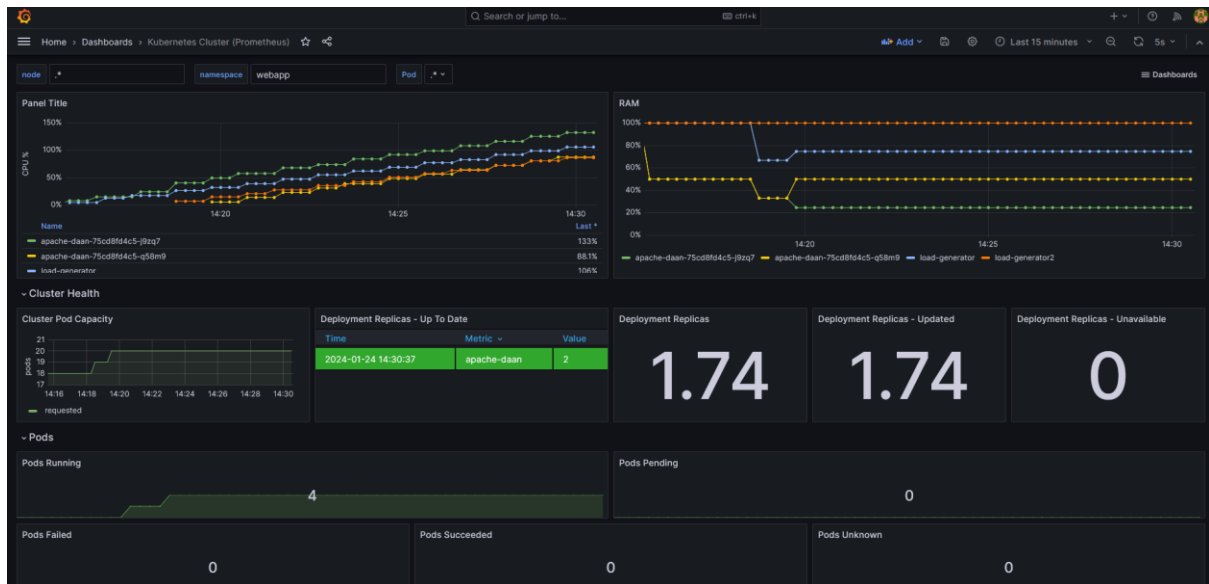 Search or jump to... ctrl+k
Home › Dashboards › Kubernetes Cluster (Prometheus) Add Last 15 minutes 5s
node .* namespace webapp Pod .* Dashboards
Panel Title
150%
100%
50%
0%
CPU %
14:20 14:25 14:30
Name Last *
apache-daan-75cd8fd4c5-j9zq7 133%
apache-daan-75cd8fd4c5-q58m9 88.1%
load-generator 106%
RAM
100%
80%
60%
40%
20%
0%
14:20 14:25 14:30
apache-daan-75cd8fd4c5-j9zq7 apache-daan-75cd8fd4c5-q58m9 load-generator load-generator2
Cluster Health
Cluster Pod Capacity
21
20
19
18
17
pods
14:16 14:18 14:20 14:22 14:24 14:26 14:28 14:30
requested
Deployment Replicas - Up To Date
Time Metric Value
2024-01-24 14:30:37 apache-daan 2
Deployment Replicas
1.74
Deployment Replicas - Updated
1.74
Deployment Replicas - Unavailable
0
Pods
Pods Running
4
Pods Pending
0
Pods Failed
0
Pods Succeeded
0
Pods Unknown
0